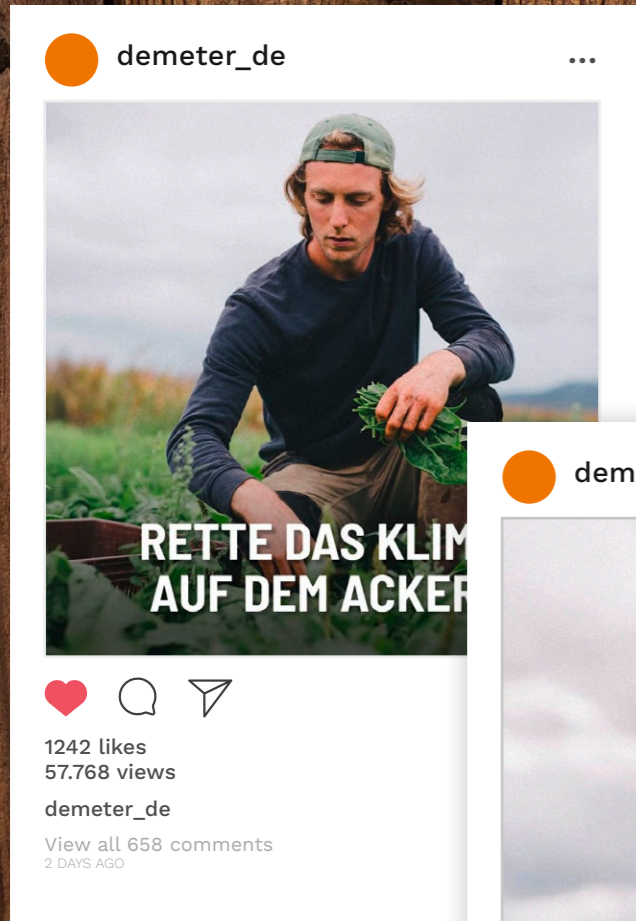 demeter_de
RETTE DAS KLIM
AUF DEM ACKER
1242 likes
57.768 views
demeter_de
View all 658 comments
2 DAYS AGO
dem